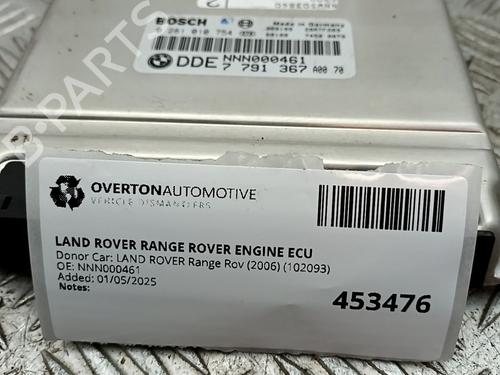 BOSCH
Made in Germany
0 281 010 754
DDE NNN000461
7 791 367 A00 70
OVERTONAUTOMOTIVE
VEHICLE DISMANTLERS
LAND ROVER RANGE ROVER ENGINE ECU
Donor Car: LAND ROVER Range Rov (2006) (102093)
OE: NNN000461
Added: 01/05/2025
Notes:
453476